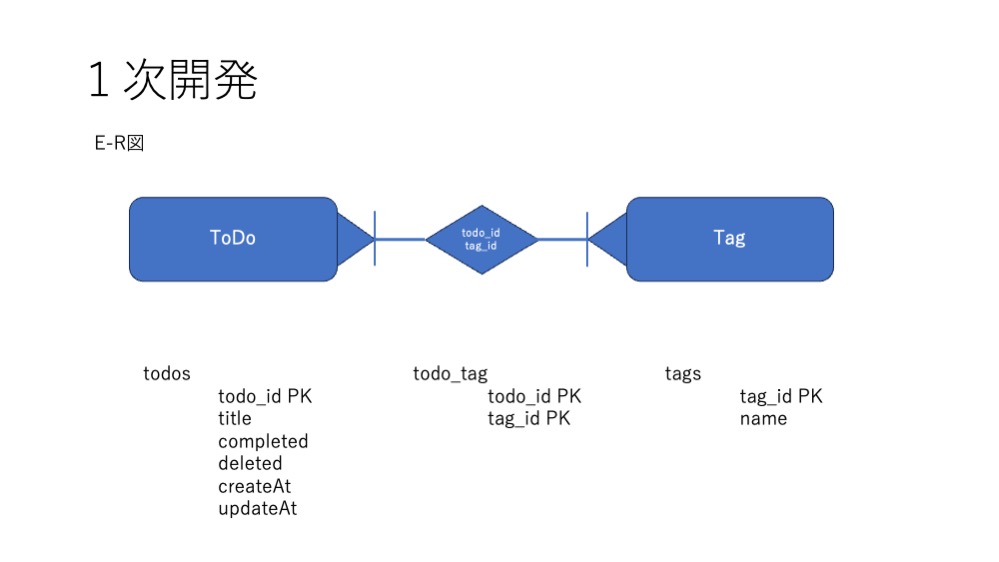 1 次開発
E-R図
ToDo
todo_id
tag_id
Tag
todos
todo_id PK
title
completed
deleted
createAt
updateAt
todo_tag
todo_id PK
tag_id PK
tags
tag_id PK
name